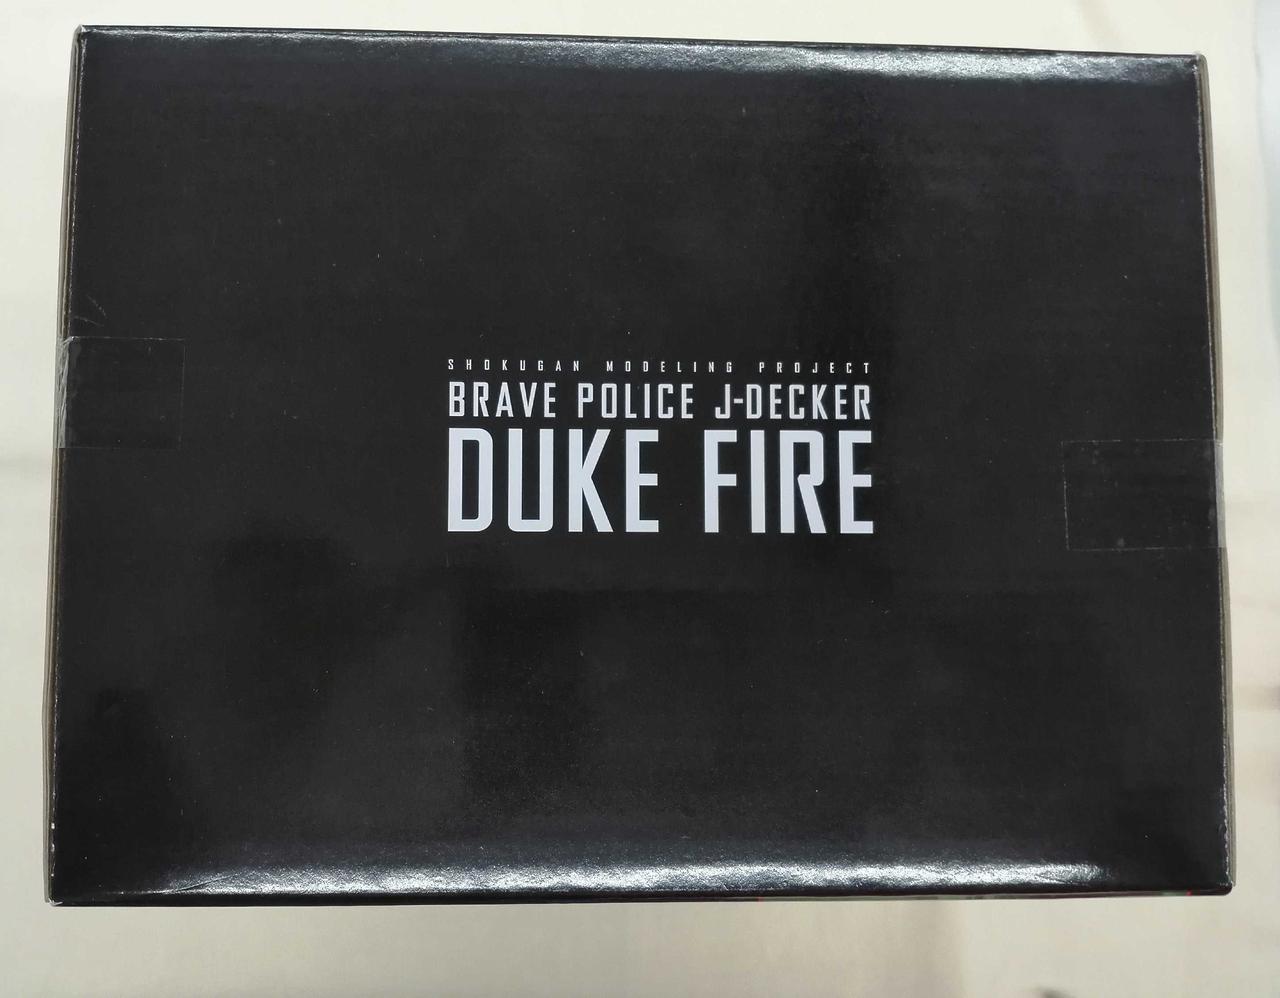 SHOKUGAN MODELING PROJECT
BRAVE POLICE J-DECKER
DUKE FIRE